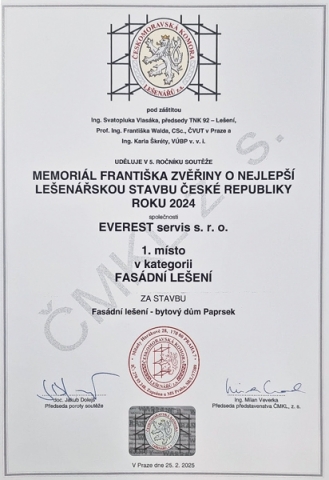 ČESKOMORAVSKÁ KOMORA
LEŠENÁŘŮ z.s.
pod záštitou
Ing. Svatopluka Vlasáka, předsedy TNK 92 – Lešení,
Prof. Ing. Františka Walda, CSc., ČVUT v Praze a
Ing. Karla Škréty, VÚBP v. v. i.
UDĚLUJE V 5. ROČNÍKU SOUTĚŽE
MEMORIÁL FRANTIŠKA ZVĚŘINY O NEJLEPŠÍ
LEŠENÁŘSKOU STAVBU ČESKÉ REPUBLIKY
ROKU 2024
společnosti
EVEREST servis s. r. o.
1. místo
v kategorii
FASÁDNÍ LEŠENÍ
ZA STAVBU
Fasádní lešení - bytový dům Paprsek
ČMKL, z. s.
doc. Jakub Dolejš
Předseda poroty soutěže
Ing. Milan Veverka
Předseda představenstva ČMKL, z. s.
V Praze dne 25. 2. 2025